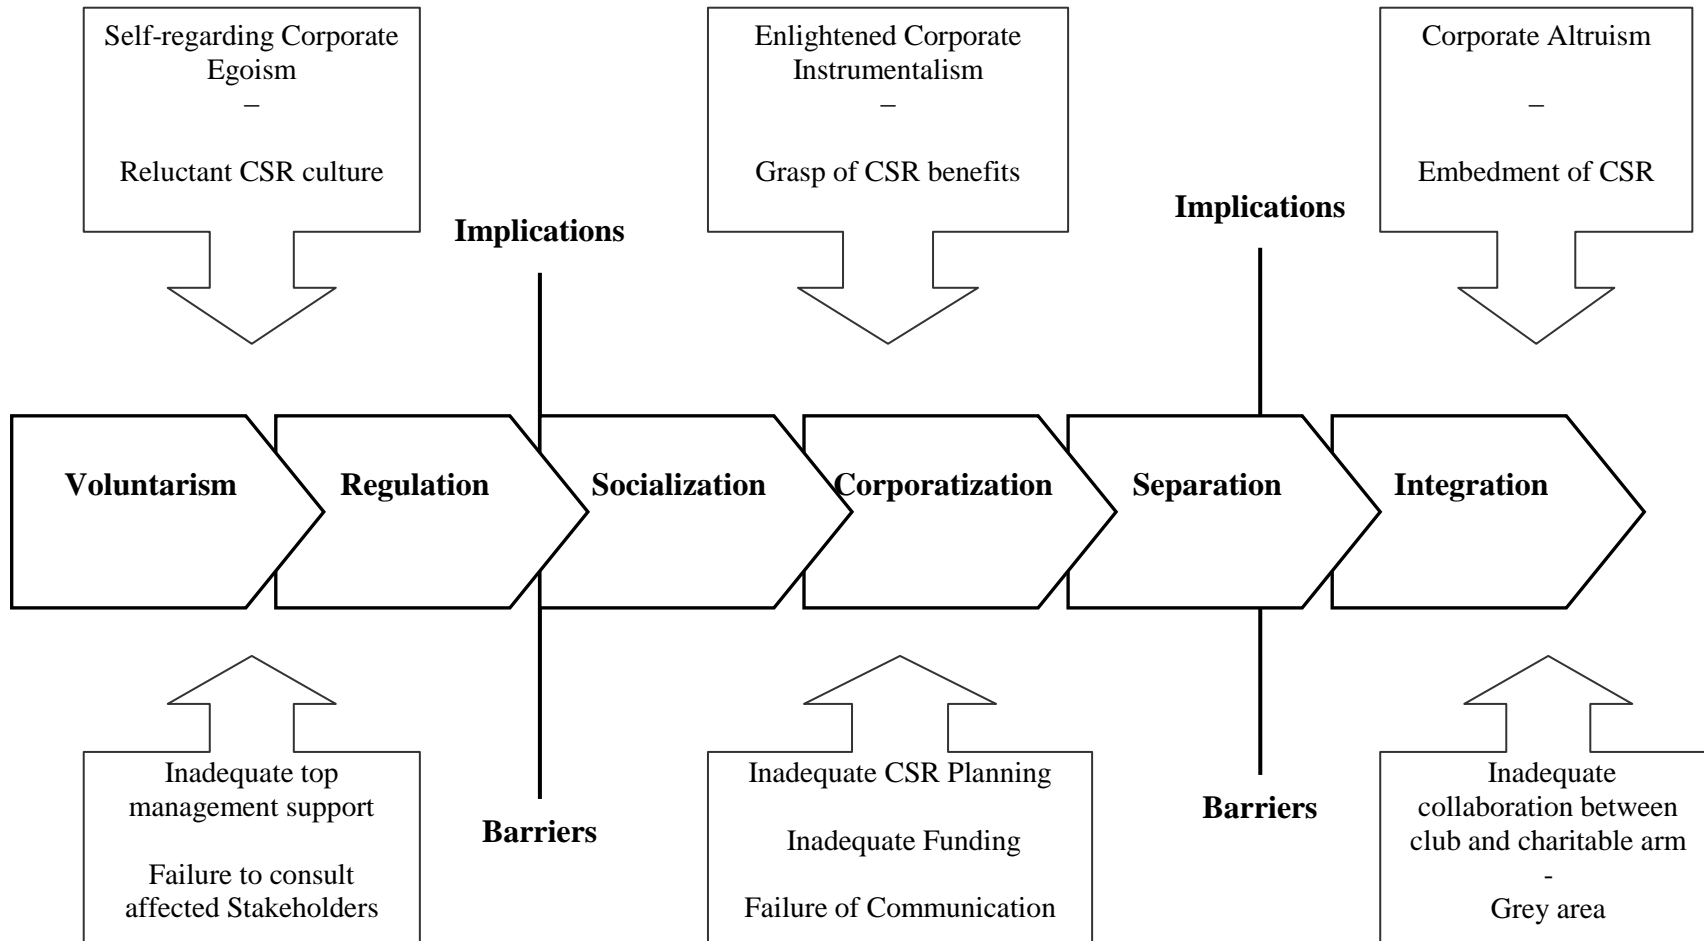 Self-regarding Corporate
Egoism
–
Reluctant CSR culture
Enlightened Corporate
Instrumentalism
–
Grasp of CSR benefits
Corporate Altruism
–
Embedment of CSR
Implications
Implications
Voluntarism
Regulation
Socialization
Corporatization
Separation
Integration
Inadequate top
management support
Failure to consult
affected Stakeholders
Barriers
Inadequate CSR Planning
Inadequate Funding
Failure of Communication
Barriers
Inadequate
collaboration between
club and charitable arm
-
Grey area